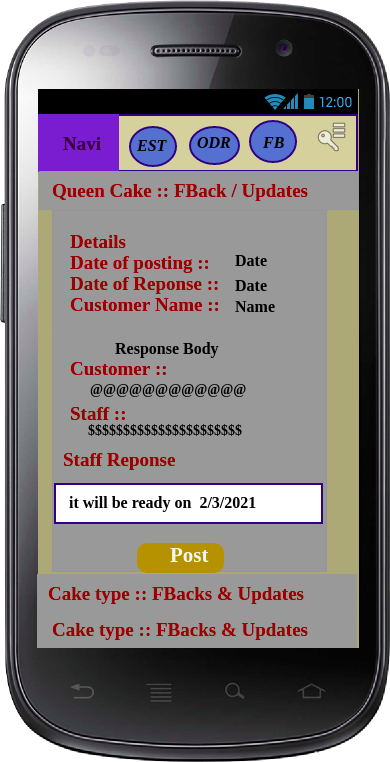 12:00
Navi EST ODR FB
Queen Cake :: FBack / Updates
Details
Date of posting :: Date
Date of Reponse :: Date
Customer Name :: Name
Response Body
Customer ::
@@@@@@@@@@@@
Staff ::
$$$$$$$$$$$$$$$$$$$$$$
Staff Reponse
it will be ready on 2/3/2021
Post
Cake type :: FBacks & Updates
Cake type :: FBacks & Updates